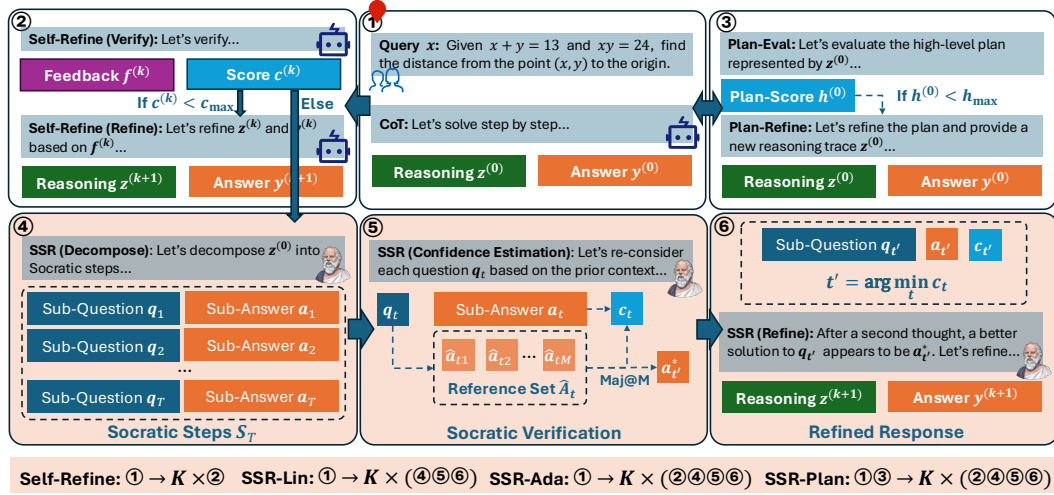 ②
Self-Refine (Verify): Let's verify...
Feedback f^(k)
Score c^(k)
If c^(k) < c_max
Else
Self-Refine (Refine): Let's refine z^(k) and y^(k)
based on f^(k)...
Reasoning z^(k+1)
Answer y^(k+1)
①
Query x: Given x + y = 13 and xy = 24, find
the distance from the point (x, y) to the origin.
CoT: Let's solve step by step...
Reasoning z^(0)
Answer y^(0)
③
Plan-Eval: Let's evaluate the high-level plan
represented by z^(0)...
Plan-Score h^(0)
If h^(0) < h_max
Plan-Refine: Let's refine the plan and provide a
new reasoning trace z^(0)...
Reasoning z^(0)
Answer y^(0)
④
SSR (Decompose): Let's decompose z^(0) into
Socratic steps...
Sub-Question q_1
Sub-Answer a_1
Sub-Question q_2
Sub-Answer a_2
...
Sub-Question q_T
Sub-Answer a_T
Socratic Steps S_T
⑤
SSR (Confidence Estimation): Let's re-consider
each question q_t based on the prior context...
q_t
Sub-Answer a_t
c_t
â_t1 â_t2 ... â_tM
Reference Set Â_t
Maj@M
a*_t'
Socratic Verification
⑥
Sub-Question q_t'
a_t'
c_t'
t' = arg min_t c_t
SSR (Refine): After a second thought, a better
solution to q_t' appears to be a*_t'. Let's refine...
Reasoning z^(k+1)
Answer y^(k+1)
Refined Response
Self-Refine: ① → K × ② SSR-Lin: ① → K × (④⑤⑥) SSR-Ada: ① → K × (②④⑤⑥) SSR-Plan: ①③ → K × (②④⑤⑥)